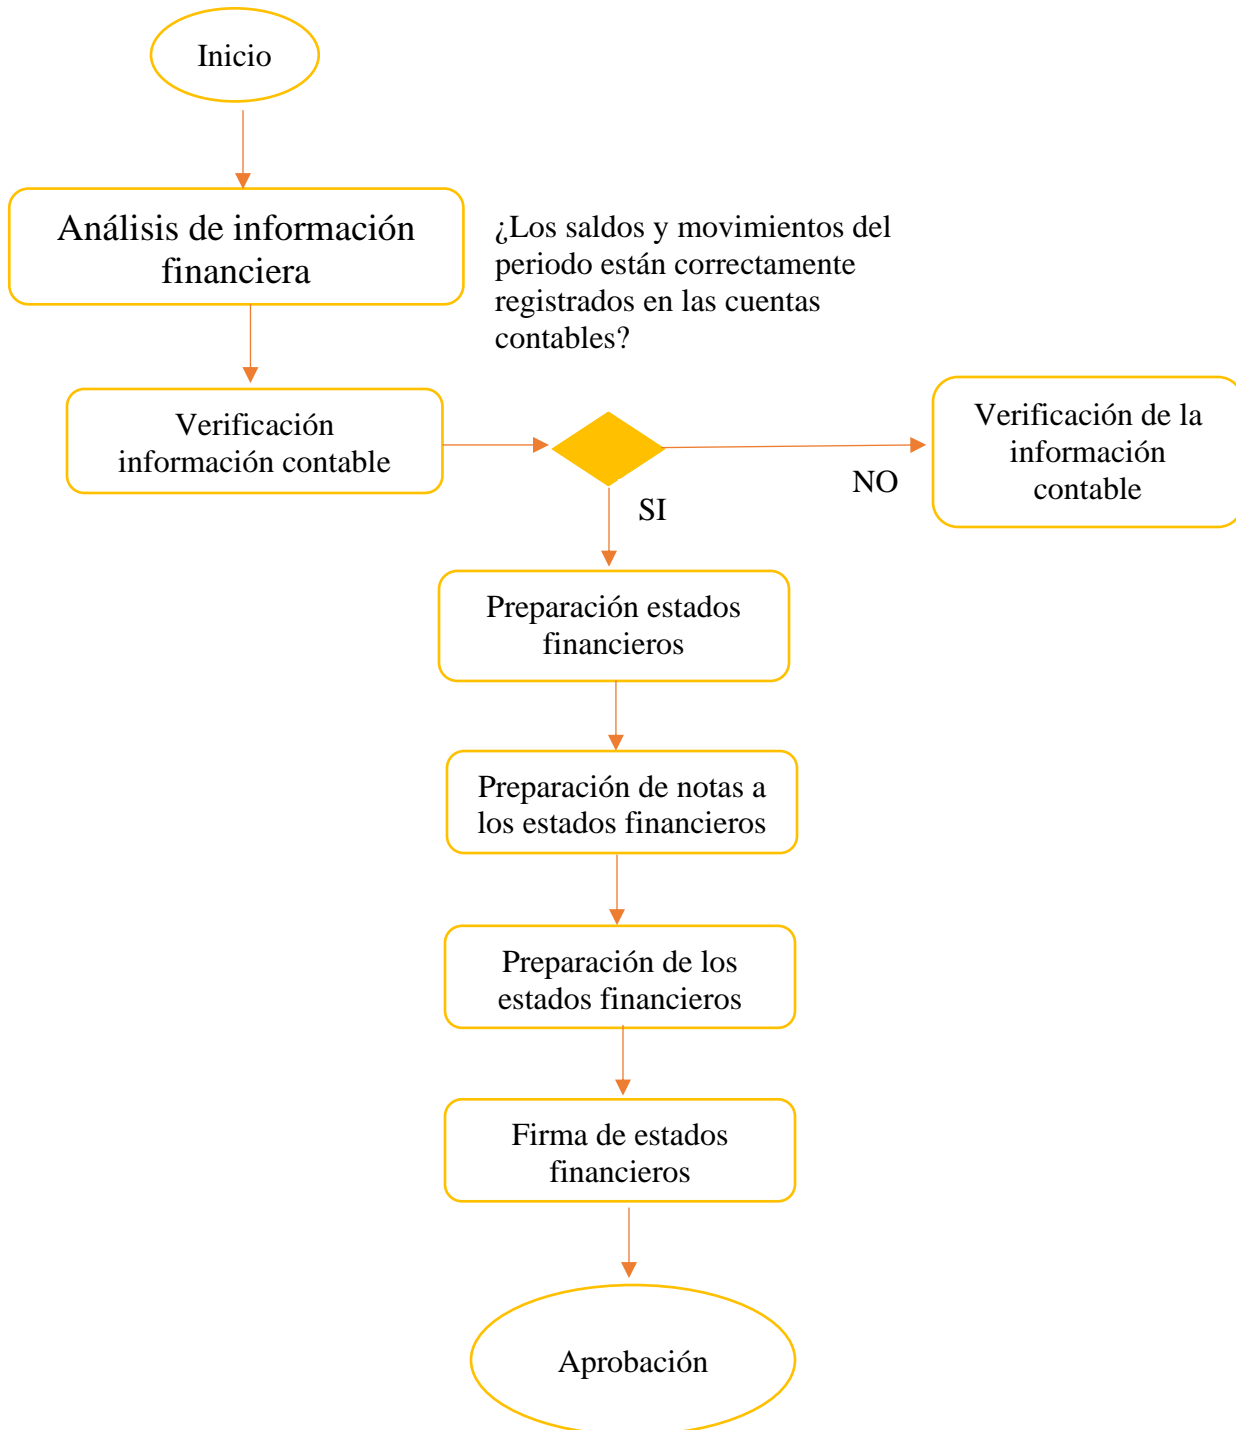 Inicio
Análisis de información
financiera
¿Los saldos y movimientos del
periodo están correctamente
registrados en las cuentas
contables?
Verificación
información contable
Verificación de la
información
contable
NO
SI
Preparación estados
financieros
Preparación de notas a
los estados financieros
Preparación de los
estados financieros
Firma de estados
financieros
Aprobación